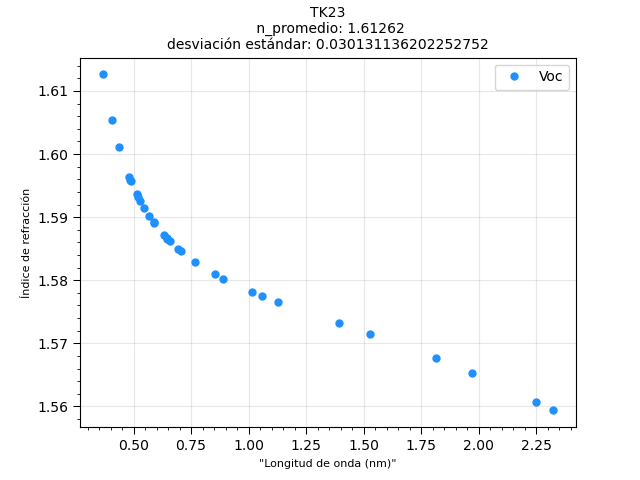 TK23
n_promedio: 1.61262
desviación estándar: 0.030131136202252752
Voc
1.61
1.60
1.59
1.58
1.57
1.56
Índice de refracción
0.50 0.75 1.00 1.25 1.50 1.75 2.00 2.25
"Longitud de onda (nm)"